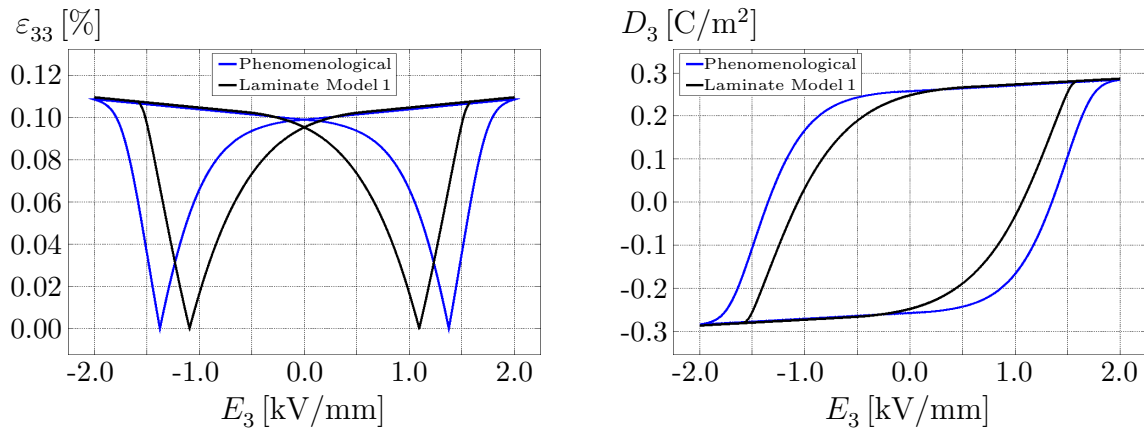 ε₃₃ [%]
Phenomenological
Laminate Model 1
0.12
0.10
0.08
0.06
0.04
0.02
0.00
-2.0 -1.0 0.0 1.0 2.0
E₃ [kV/mm]
D₃ [C/m²]
Phenomenological
Laminate Model 1
0.3
0.2
0.1
0.0
-0.1
-0.2
-0.3
-2.0 -1.0 0.0 1.0 2.0
E₃ [kV/mm]